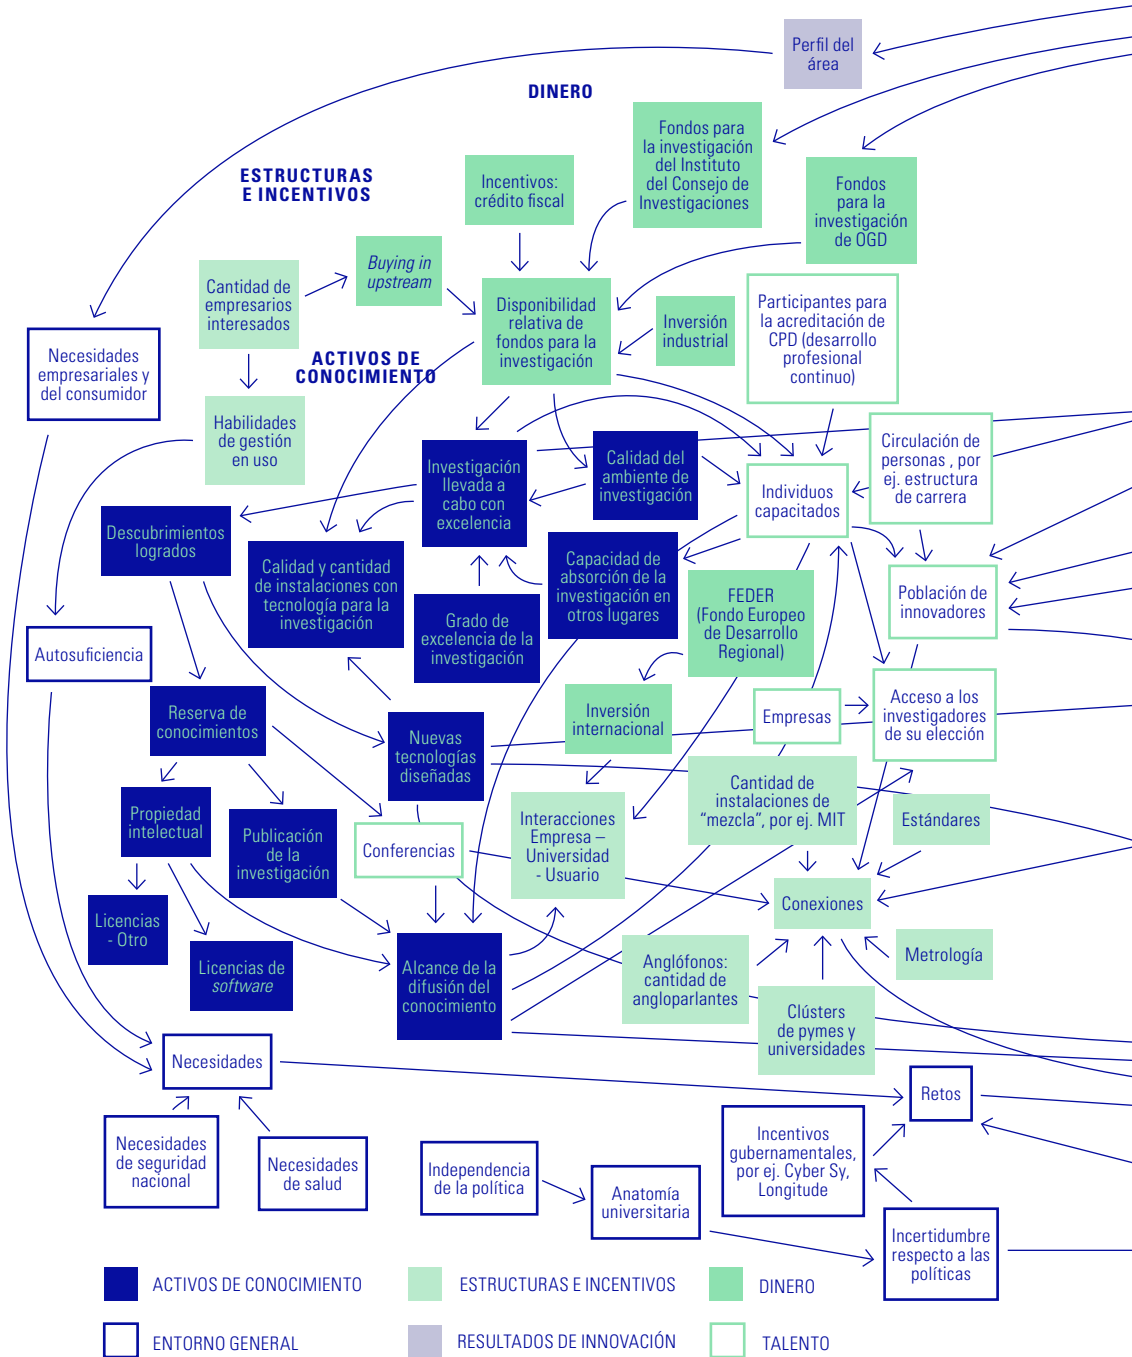 Perfil del
área
DINERO
Fondos para
la investigación
del Instituto
del Consejo de
Investigaciones
ESTRUCTURAS
E INCENTIVOS
Incentivos:
crédito fiscal
Fondos
para la
investigación
de OGD
Buying in
upstream
Cantidad de
empresarios
interesados
Disponibilidad
relativa de
fondos para la
investigación
Inversión
industrial
Participantes para
la acreditación de
CPD (desarrollo
profesional
continuo)
Necesidades
empresariales y
del consumidor
ACTIVOS DE
CONOCIMIENTO
Habilidades
de gestión
en uso
Investigación
llevada a
cabo con
excelencia
Calidad del
ambiente de
investigación
Individuos
capacitados
Circulación de
personas , por
ej. estructura
de carrera
Descubrimientos
logrados
Calidad y cantidad
de instalaciones con
tecnología para la
investigación
Capacidad de
absorción de la
investigación en
otros lugares
Grado de
excelencia de la
investigación
FEDER
(Fondo Europeo
de Desarrollo
Regional)
Población de
innovadores
Autosuficiencia
Reserva de
conocimientos
Nuevas
tecnologías
diseñadas
Inversión
internacional
Empresas
Acceso a los
investigadores
de su elección
Propiedad
intelectual
Publicación
de la
investigación
Conferencias
Interacciones
Empresa –
Universidad
- Usuario
Cantidad de
instalaciones de
“mezcla”, por ej. MIT
Estándares
Conexiones
Licencias
- Otro
Licencias de
software
Alcance de la
difusión del
conocimiento
Anglófonos:
cantidad de
angloparlantes
Metrología
Clústers
de pymes y
universidades
Necesidades
Retos
Necesidades
de seguridad
nacional
Necesidades
de salud
Independencia
de la política
Anatomía
universitaria
Incentivos
gubernamentales,
por ej. Cyber Sy,
Longitude
Incertidumbre
respecto a las
políticas
ACTIVOS DE CONOCIMIENTO
ESTRUCTURAS E INCENTIVOS
DINERO
ENTORNO GENERAL
RESULTADOS DE INNOVACIÓN
TALENTO